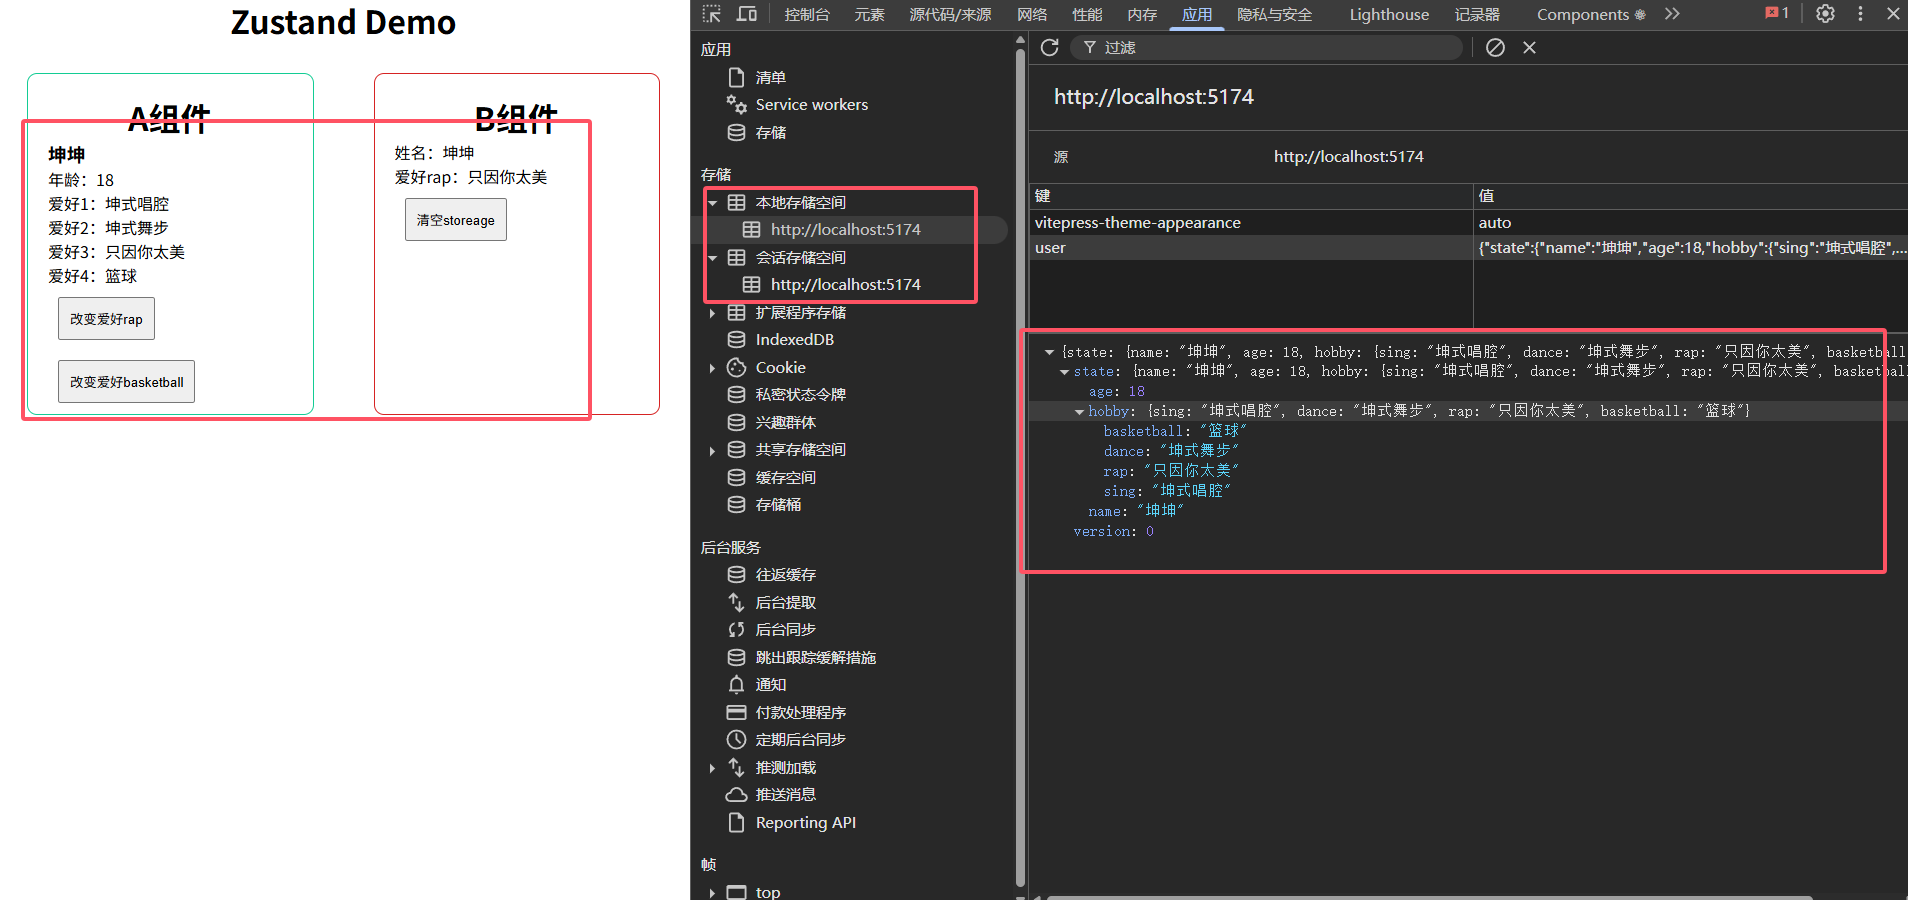 Zustand Demo
A组件
坤坤
年龄：18
爱好1：坤式唱腔
爱好2：坤式舞步
爱好3：只因你太美
爱好4：篮球
改变爱好rap
改变爱好basketball
B组件
姓名：坤坤
爱好rap：只因你太美
清空storeage
控制台 元素 源代码/来源 网络 性能 内存 应用 隐私与安全 Lighthouse 记录器 Components 1
应用
清单
Service workers
存储
存储
本地存储空间
http://localhost:5174
会话存储空间
http://localhost:5174
扩展程序存储
IndexedDB
Cookie
私密状态令牌
兴趣群体
共享存储空间
缓存空间
存储桶
后台服务
往返缓存
后台提取
后台同步
跳出跟踪缓解措施
通知
付款处理程序
定期后台同步
推测加载
推送消息
Reporting API
帧
top
过滤
http://localhost:5174
源 http://localhost:5174
键 值
vitepress-theme-appearance auto
user {"state":{"name":"坤坤","age":18,"hobby":{"sing":"坤式唱腔",...
{state: {name: "坤坤", age: 18, hobby: {sing: "坤式唱腔", dance: "坤式舞步", rap: "只因你太美", basketball
state: {name: "坤坤", age: 18, hobby: {sing: "坤式唱腔", dance: "坤式舞步", rap: "只因你太美", basketbal
age: 18
hobby: {sing: "坤式唱腔", dance: "坤式舞步", rap: "只因你太美", basketball: "篮球"}
basketball: "篮球"
dance: "坤式舞步"
rap: "只因你太美"
sing: "坤式唱腔"
name: "坤坤"
version: 0